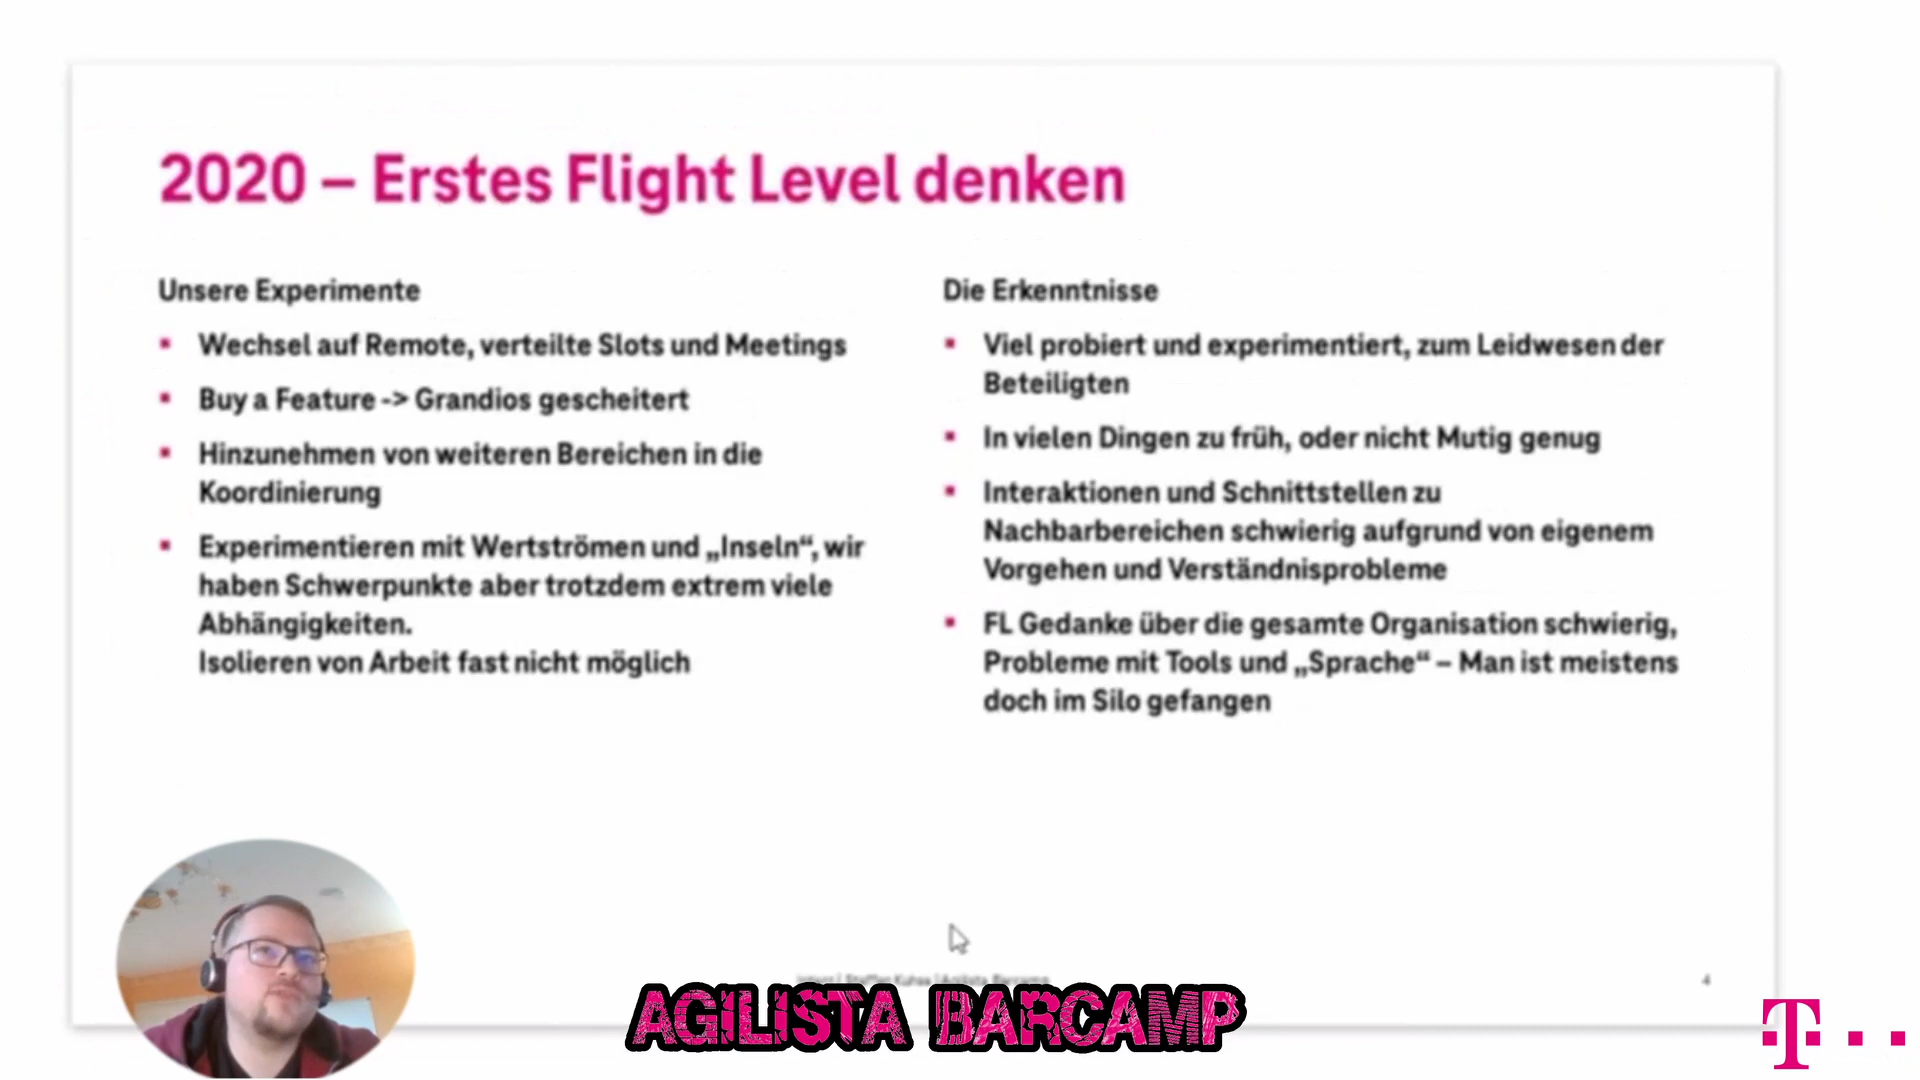 2020 – Erstes Flight Level denken
Unsere Experimente
Wechsel auf Remote, verteilte Slots und Meetings
Buy a Feature -> Grandios gescheitert
Hinzunehmen von weiteren Bereichen in die
Koordinierung
Experimentieren mit Wertströmen und „Inseln“, wir
haben Schwerpunkte aber trotzdem extrem viele
Abhängigkeiten.
Isolieren von Arbeit fast nicht möglich
Die Erkenntnisse
Viel probiert und experimentiert, zum Leidwesen der
Beteiligten
In vielen Dingen zu früh, oder nicht Mutig genug
Interaktionen und Schnittstellen zu
Nachbarbereichen schwierig aufgrund von eigenem
Vorgehen und Verständnisprobleme
FL Gedanke über die gesamte Organisation schwierig,
Probleme mit Tools und „Sprache“ – Man ist meistens
doch im Silo gefangen
| Agilista Barcamp
4
AGILISTA BARCAMP
T